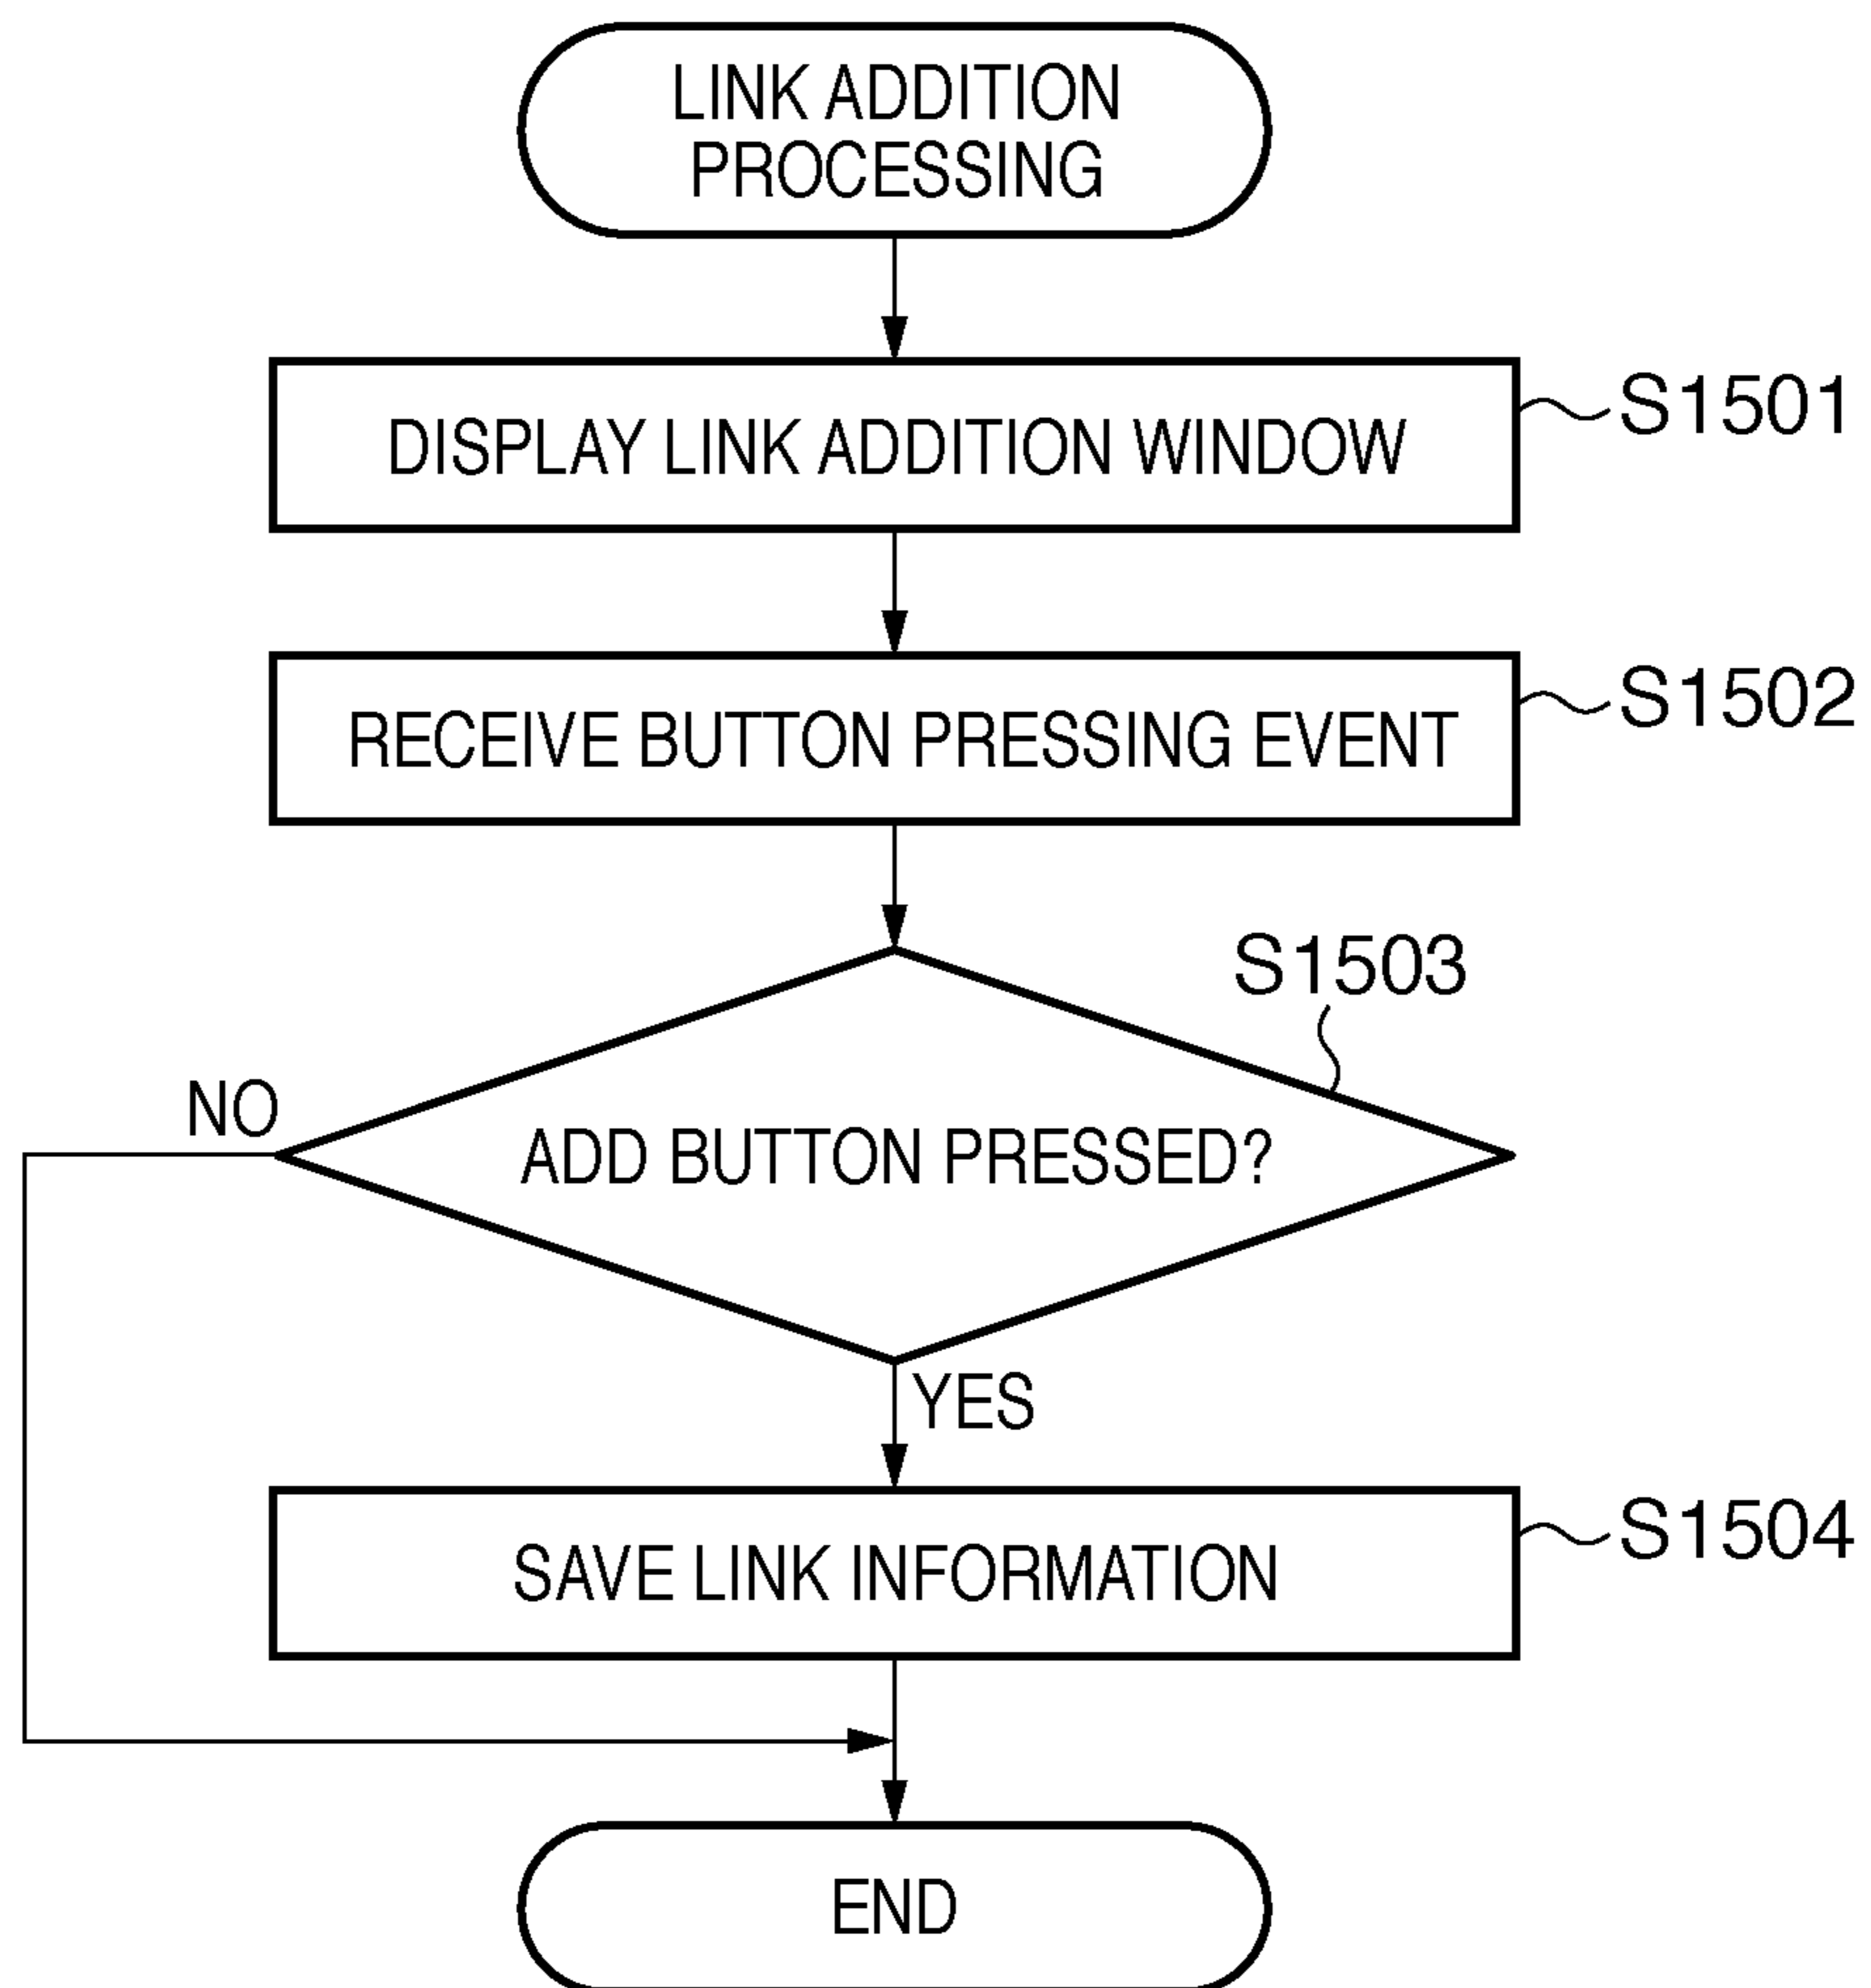 LINK ADDITION
PROCESSING
DISPLAY LINK ADDITION WINDOW
S1501
RECEIVE BUTTON PRESSING EVENT
S1502
S1503
ADD BUTTON PRESSED?
NO
YES
SAVE LINK INFORMATION
S1504
END